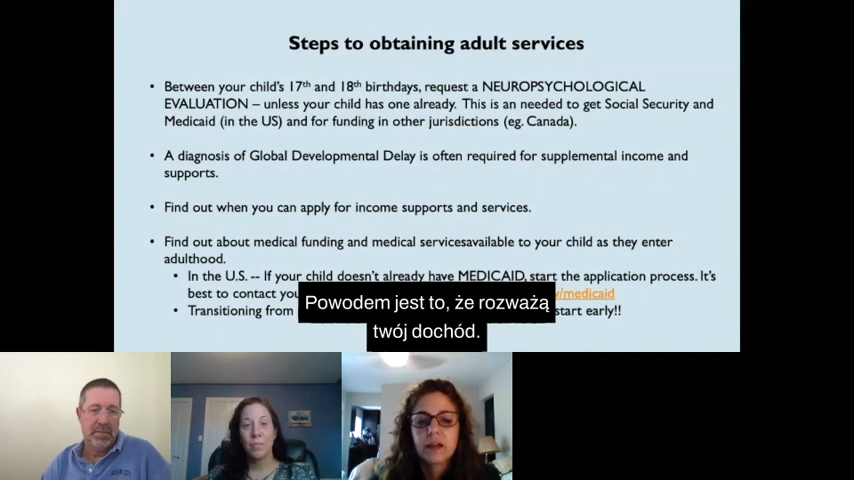 Steps to obtaining adult services
• Between your child's 17th and 18th birthdays, request a NEUROPSYCHOLOGICAL
EVALUATION – unless your child has one already. This is an needed to get Social Security and
Medicaid (in the US) and for funding in other jurisdictions (eg. Canada).
• A diagnosis of Global Developmental Delay is often required for supplemental income and
supports.
• Find out when you can apply for income supports and services.
• Find out about medical funding and medical servicesavailable to your child as they enter
adulthood.
• In the U.S. -- If your child doesn't already have MEDICAID, start the application process. It's
best to contact /medicaid
• Transitioning from start early!!
Powodem jest to, że rozważą
twój dochód.